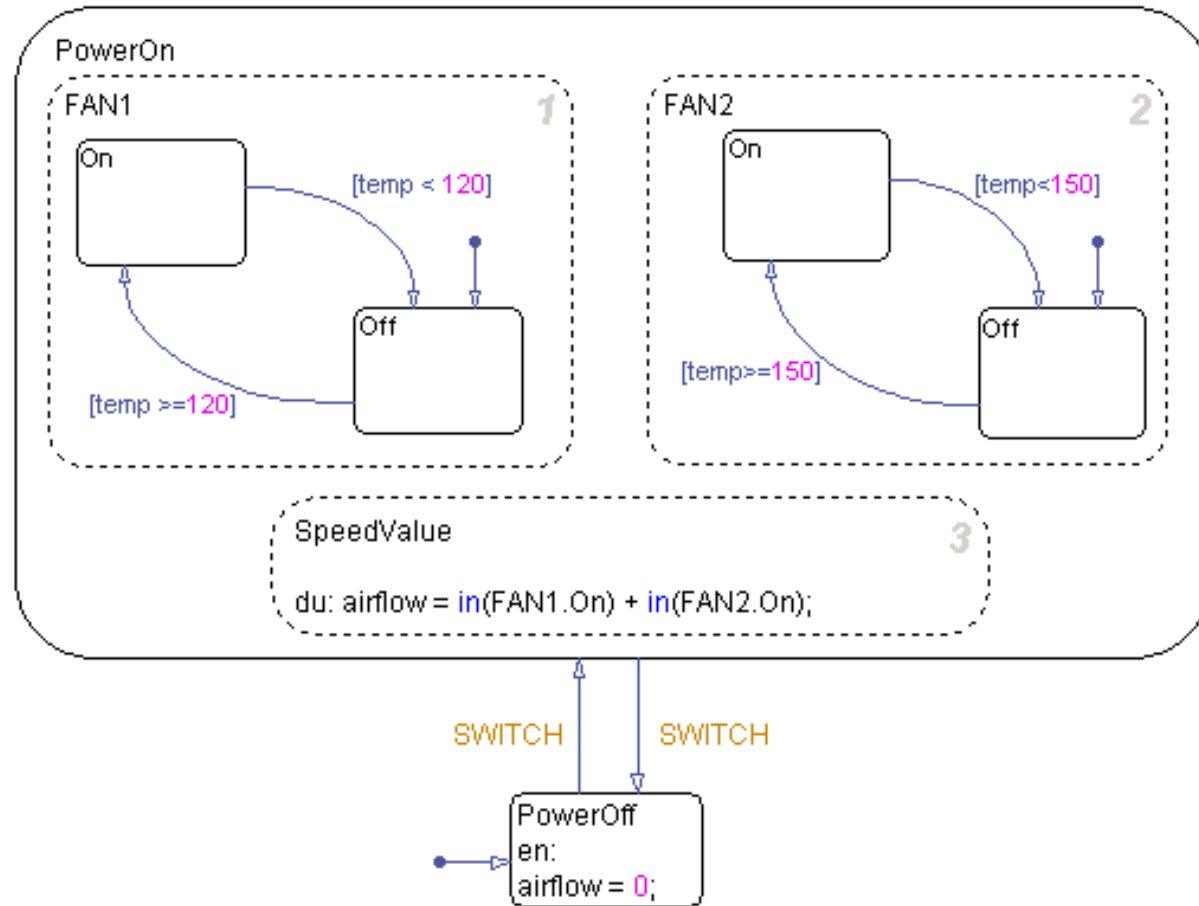 PowerOn
FAN1
1
On
[temp < 120]
Off
[temp >=120]
FAN2
2
On
[temp<150]
Off
[temp>=150]
SpeedValue
3
du: airflow = in(FAN1.On) + in(FAN2.On);
SWITCH
SWITCH
PowerOff
en:
airflow = 0;